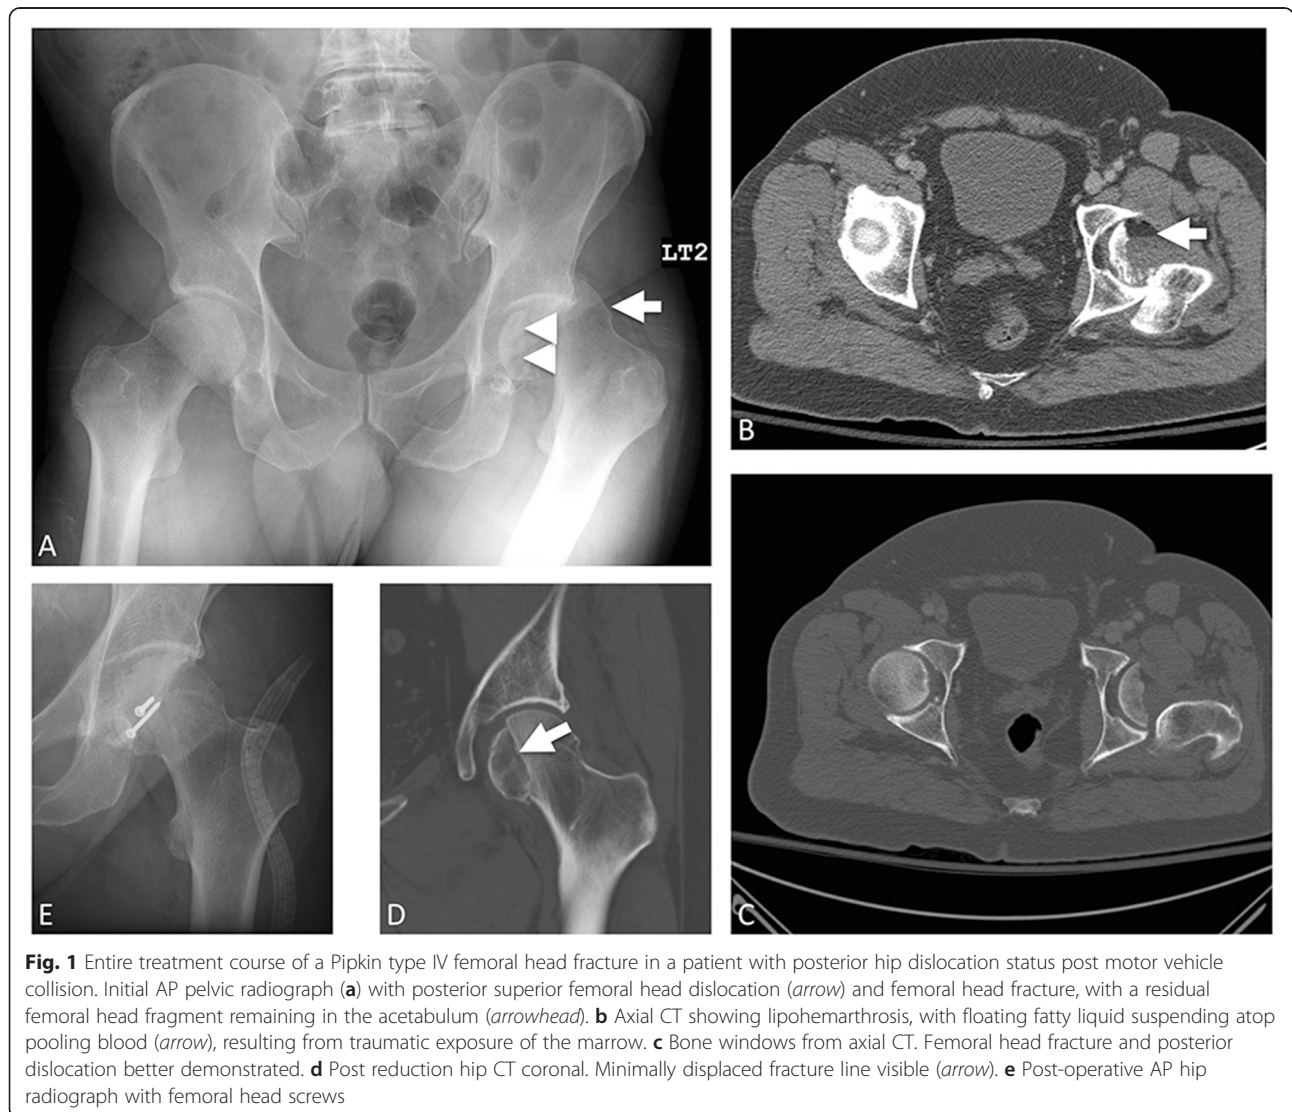 LT2
A
B
C
E
D
Fig. 1 Entire treatment course of a Pipkin type IV femoral head fracture in a patient with posterior hip dislocation status post motor vehicle
collision. Initial AP pelvic radiograph (a) with posterior superior femoral head dislocation (arrow) and femoral head fracture, with a residual
femoral head fragment remaining in the acetabulum (arrowhead). b Axial CT showing lipohemarthrosis, with floating fatty liquid suspending atop
pooling blood (arrow), resulting from traumatic exposure of the marrow. c Bone windows from axial CT. Femoral head fracture and posterior
dislocation better demonstrated. d Post reduction hip CT coronal. Minimally displaced fracture line visible (arrow). e Post-operative AP hip
radiograph with femoral head screws